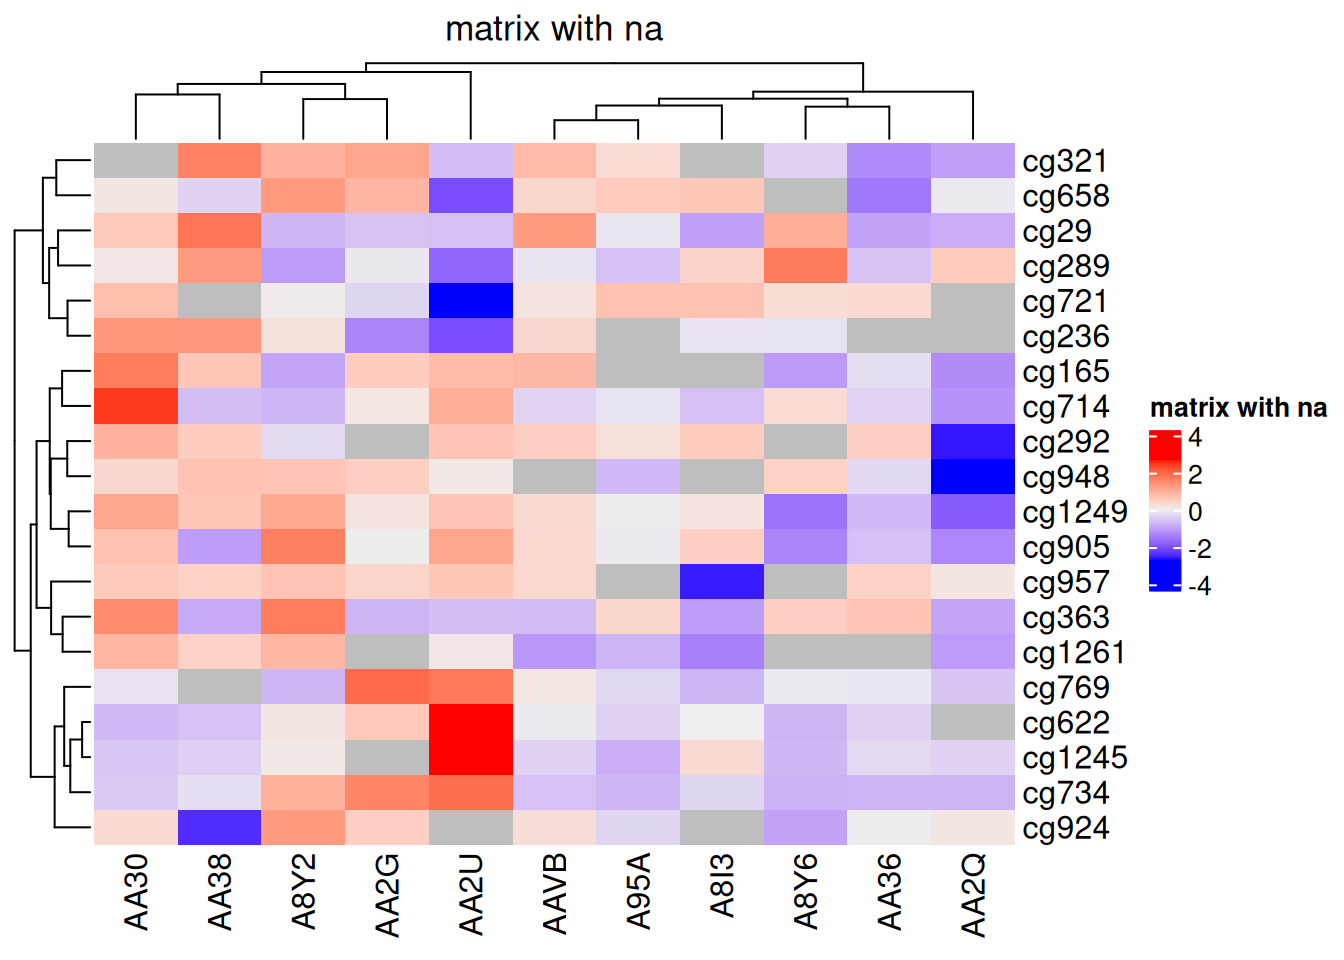 matrix with na
cg321
cg658
cg29
cg289
cg721
cg236
cg165
cg714
cg292
cg948
cg1249
cg905
cg957
cg363
cg1261
cg769
cg622
cg1245
cg734
cg924
AA30
AA38
A8Y2
AA2G
AA2U
AAVB
A95A
A8I3
A8Y6
AA36
AA2Q
matrix with na
4
2
0
-2
-4